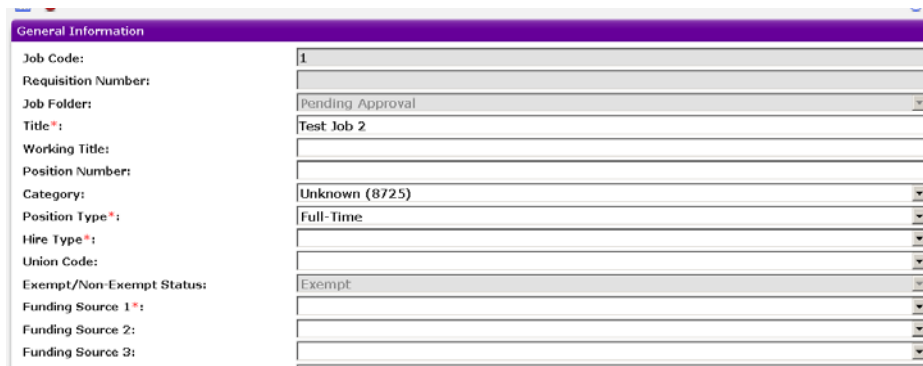 General Information
Job Code: 1
Requisition Number:
Job Folder: Pending Approval
Title*: Test Job 2
Working Title:
Position Number:
Category: Unknown (8725)
Position Type*: Full-Time
Hire Type*:
Union Code:
Exempt/Non-Exempt Status: Exempt
Funding Source 1*:
Funding Source 2:
Funding Source 3: